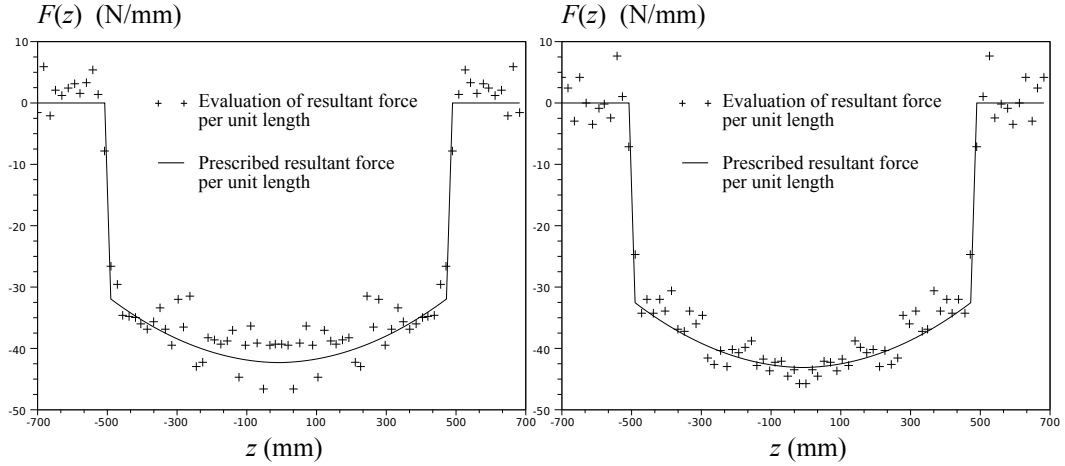 F(z) (N/mm)
10
0
-10
-20
-30
-40
-50
-700 -500 -300 -100 100 300 500 700
z (mm)
Evaluation of resultant force
per unit length
Prescribed resultant force
per unit length
F(z) (N/mm)
10
0
-10
-20
-30
-40
-50
-700 -500 -300 -100 100 300 500 700
z (mm)
Evaluation of resultant force
per unit length
Prescribed resultant force
per unit length